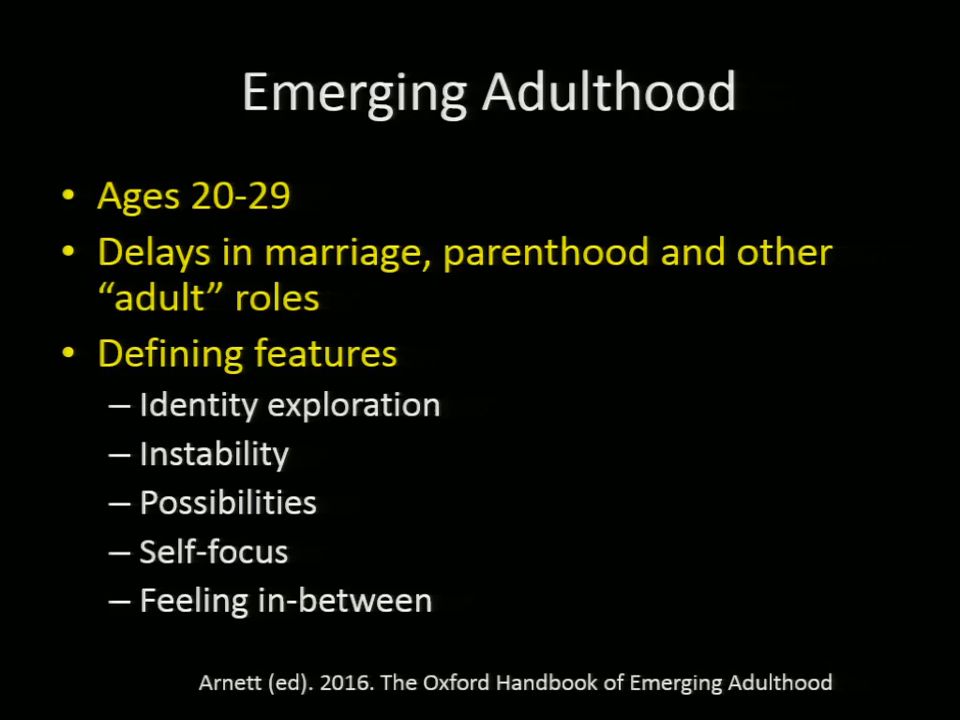 Emerging Adulthood
• Ages 20-29
• Delays in marriage, parenthood and other
“adult” roles
• Defining features
– Identity exploration
– Instability
– Possibilities
– Self-focus
– Feeling in-between
Arnett (ed). 2016. The Oxford Handbook of Emerging Adulthood